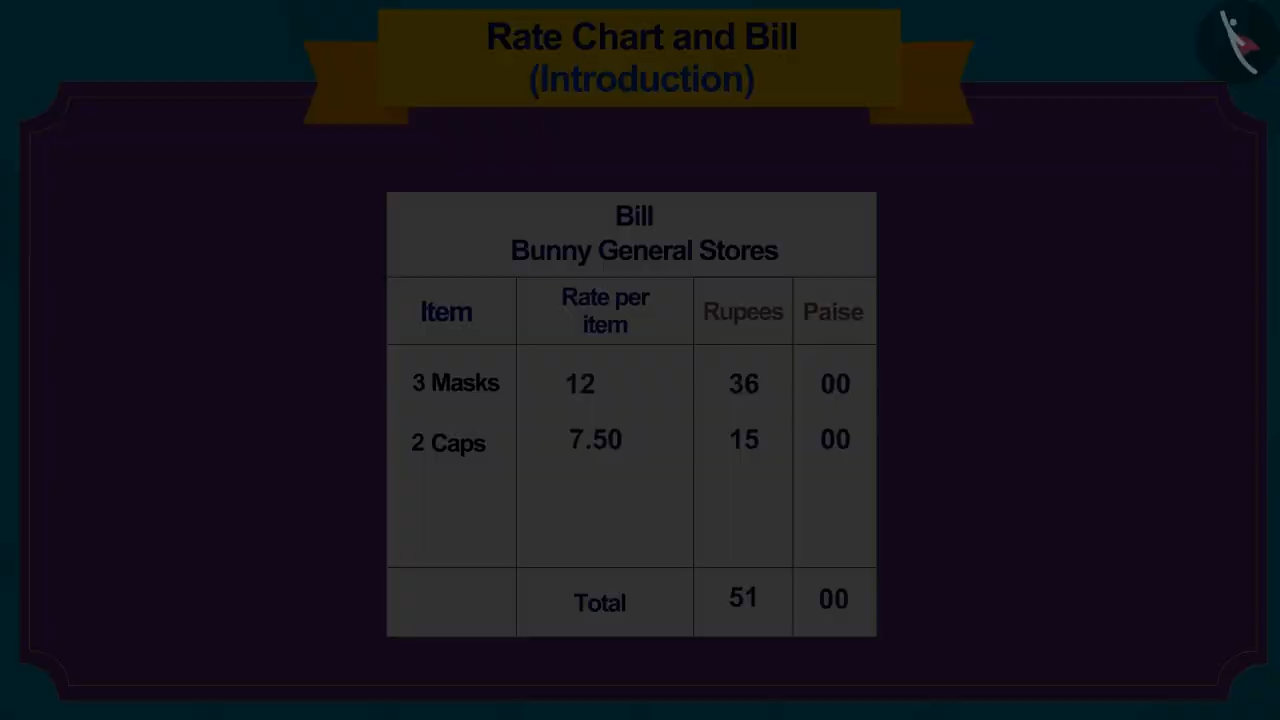 Rate Chart and Bill
(Introduction)
Bill
Bunny General Stores
Item Rate per item Rupees Paise
3 Masks 12 36 00
2 Caps 7.50 15 00
Total 51 00